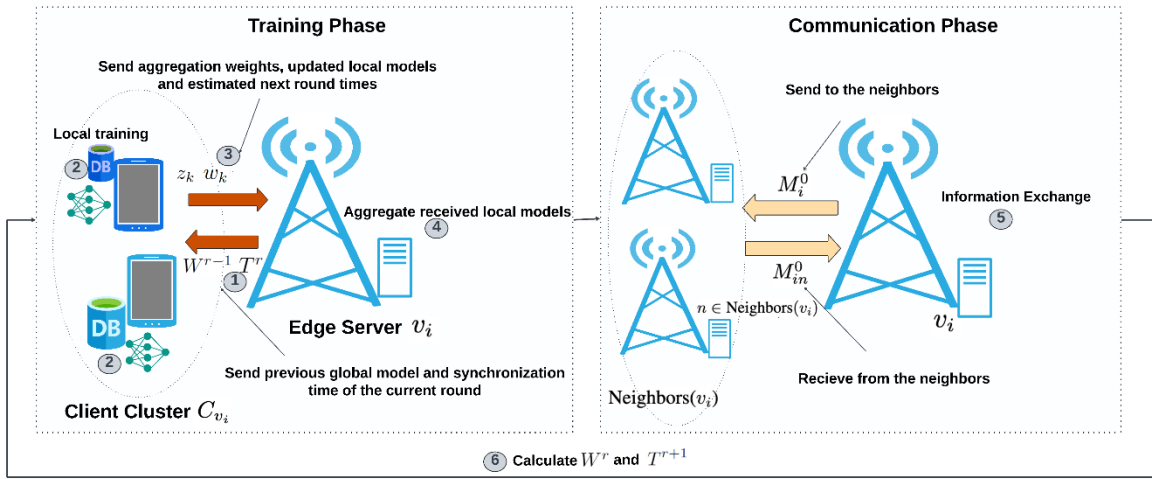 Training Phase
Send aggregation weights, updated local models
and estimated next round times
Local training
2
DB
3
z_k w_k
Aggregate received local models
4
W^{r-1} T^r
1
DB
2
Edge Server v_i
Send previous global model and synchronization
time of the current round
Client Cluster C_{v_i}
Communication Phase
Send to the neighbors
M_i^0
Information Exchange
5
M_{in}^0
n ∈ Neighbors(v_i)
v_i
Recieve from the neighbors
Neighbors(v_i)
6 Calculate W^r and T^{r+1}